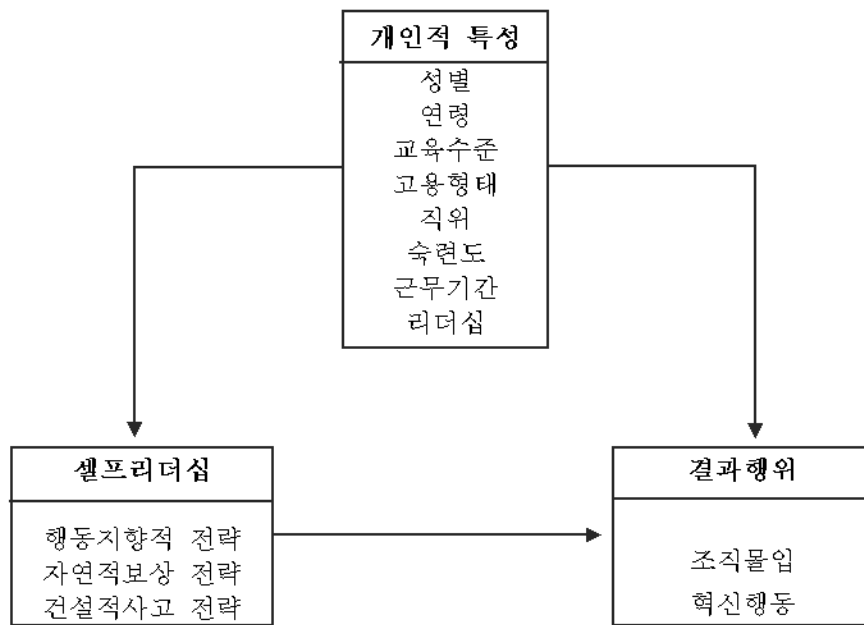 개인적 특성
성별
연령
교육수준
고용형태
직위
숙련도
근무기간
리더십
셀프리더십
행동지향적 전략
자연적보상 전략
건설적사고 전략
결과행위
조직몰입
혁신행동